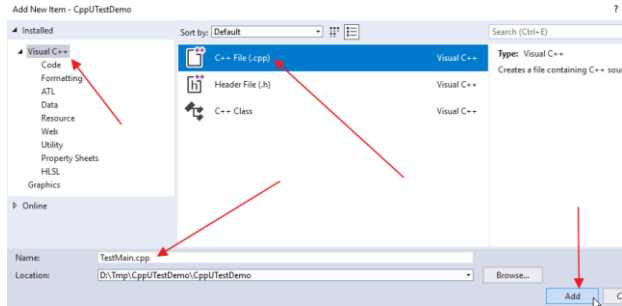 Add New Item - CppUTestDemo ?
Installed
Sort by: Default
Search (Ctrl+E)
Visual C++
Code
Formatting
ATL
Data
Resource
Web
Utility
Property Sheets
HLSL
Graphics
Online
C++ File (.cpp) Visual C++
Header File (.h) Visual C++
C++ Class Visual C++
Type: Visual C++
Creates a file containing C++ sou
Name: TestMain.cpp
Location: D:\Tmp\CppUTestDemo\CppUTestDemo Browse...
Add C